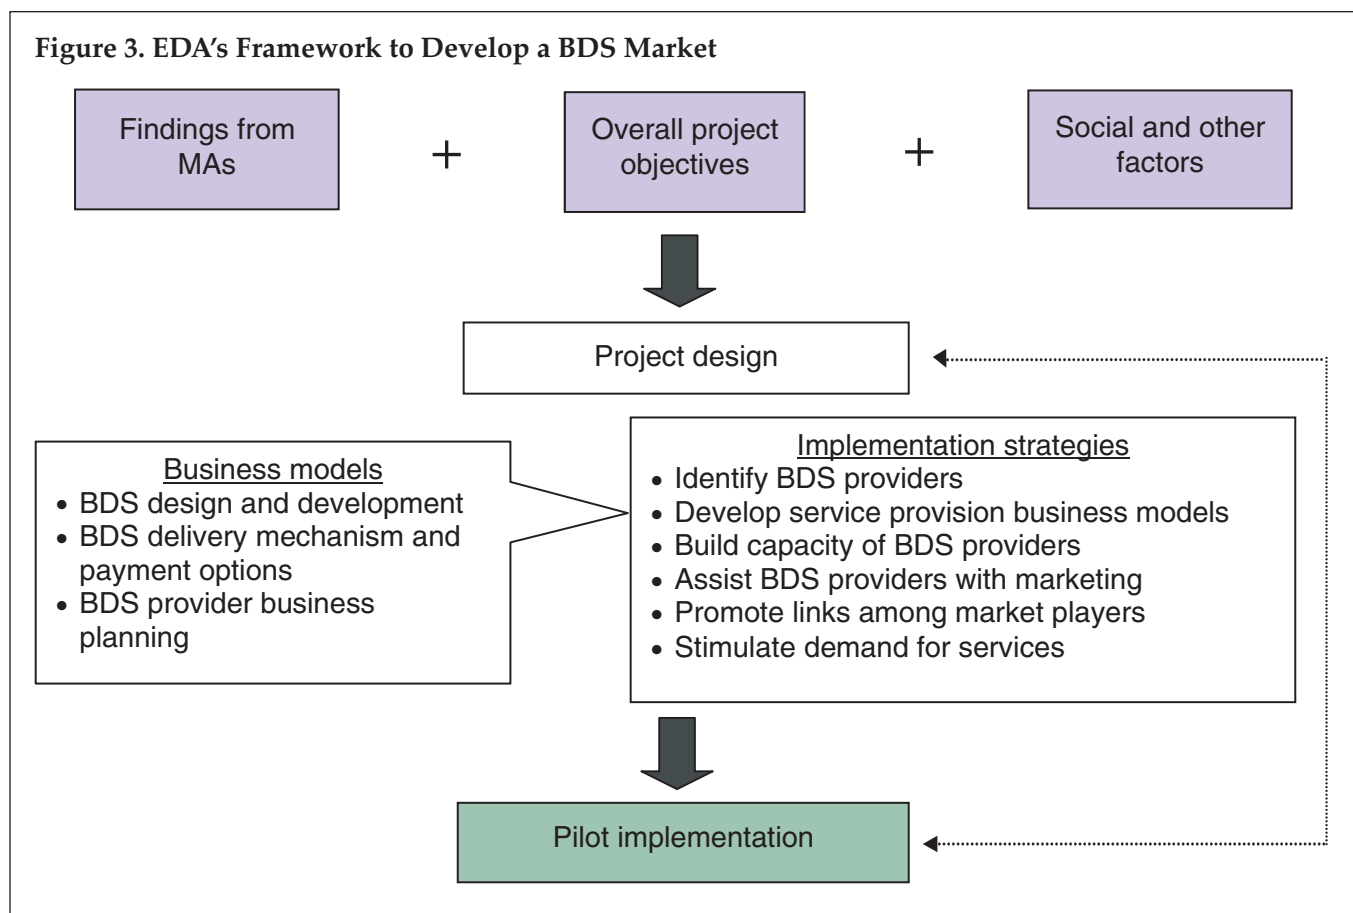 Figure 3. EDA's Framework to Develop a BDS Market
Findings from
MAs
+
Overall project
objectives
+
Social and other
factors
Project design
Business models
• BDS design and development
• BDS delivery mechanism and
payment options
• BDS provider business
planning
Implementation strategies
• Identify BDS providers
• Develop service provision business models
• Build capacity of BDS providers
• Assist BDS providers with marketing
• Promote links among market players
• Stimulate demand for services
Pilot implementation